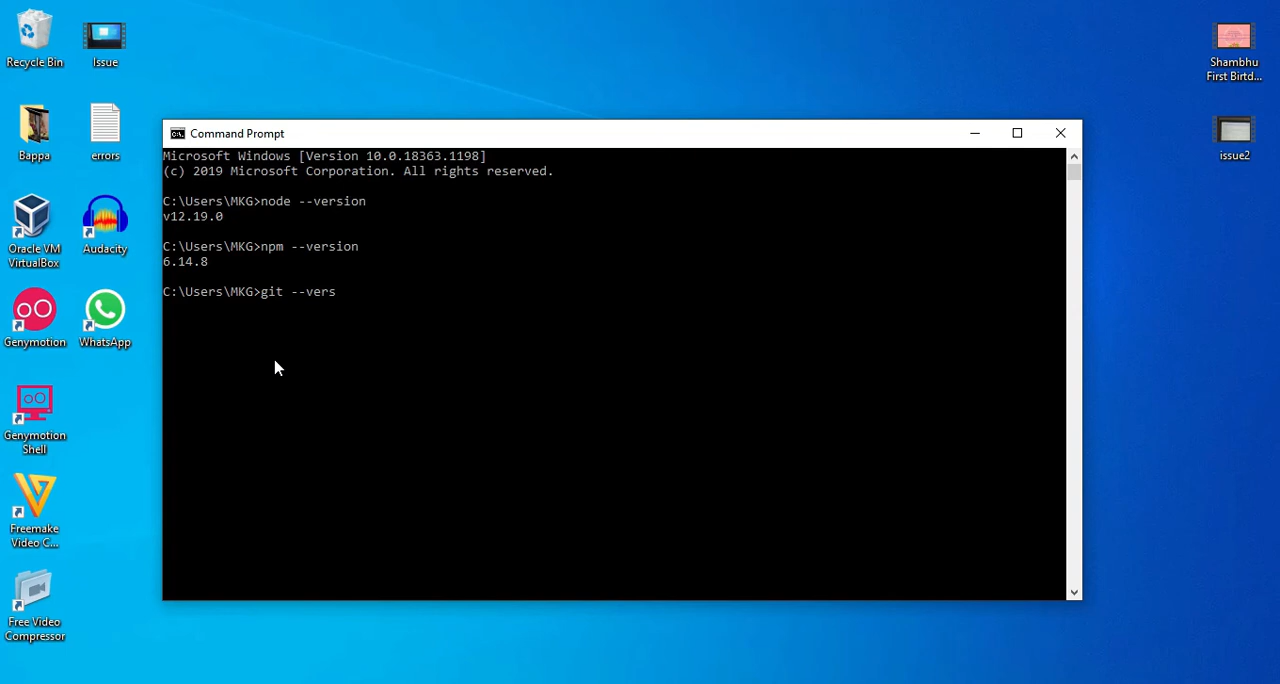 Recycle Bin
Issue
Bappa
errors
Oracle VM
VirtualBox
Audacity
Genymotion
WhatsApp
Genymotion
Shell
Freemake
Video C...
Free Video
Compressor
Command Prompt
Microsoft Windows [Version 10.0.18363.1198]
(c) 2019 Microsoft Corporation. All rights reserved.
C:\Users\MKG>node --version
v12.19.0
C:\Users\MKG>npm --version
6.14.8
C:\Users\MKG>git --vers
Shambhu
First Birtd...
issue2